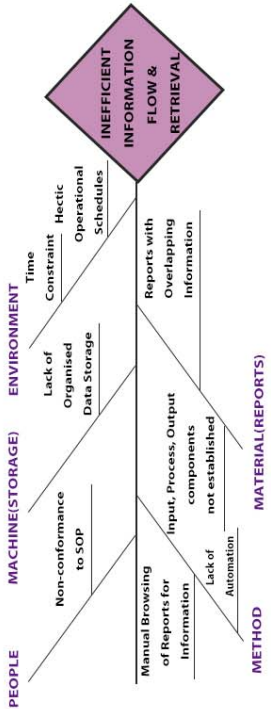 PEOPLE
MACHINE(STORAGE)
ENVIRONMENT
Non-conformance
to SOP
Lack of
Organised
Data Storage
Time
Constraint
Hectic
Operational
Schedules
INEFFICIENT
INFORMATION
FLOW &
RETRIEVAL
Manual Browsing
of Reports for
Information
Lack of
Automation
Input, Process, Output
components
not established
Reports with
Overlapping
Information
METHOD
MATERIAL(REPORTS)